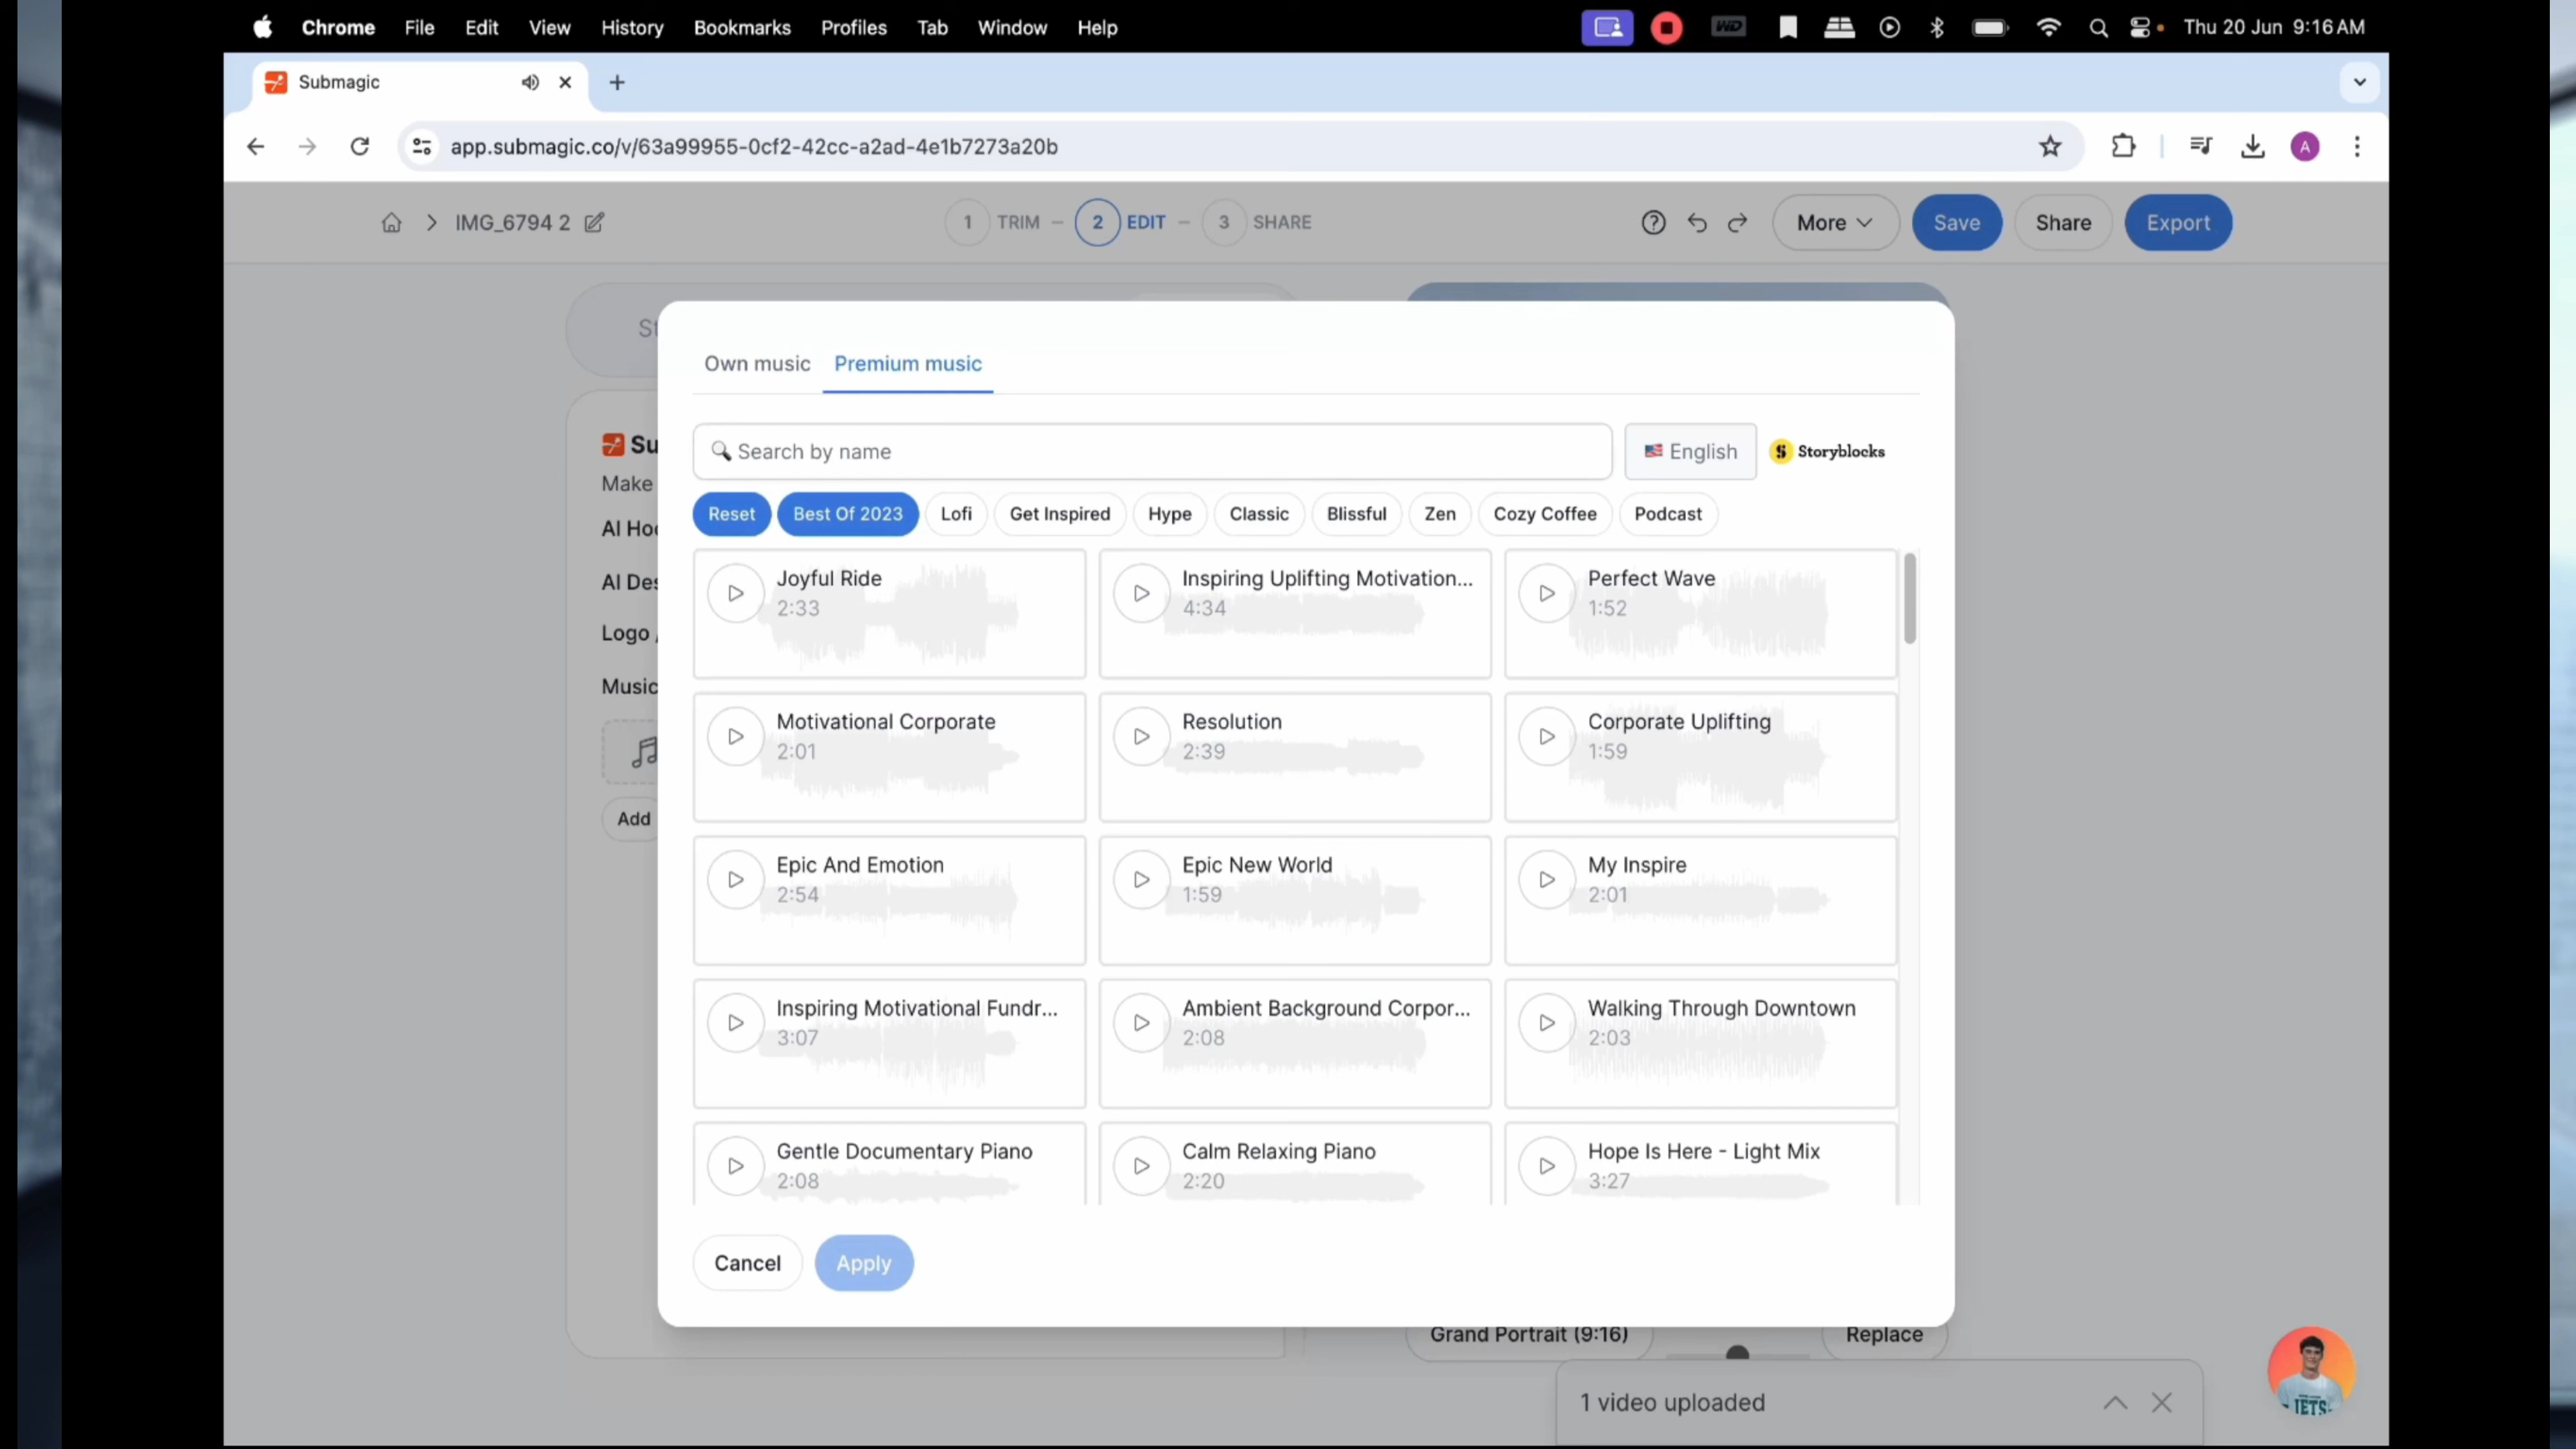 Chrome File Edit View History Bookmarks Profiles Tab Window Help
WD
Thu 20 Jun 9:16 AM
Submagic
app.submagic.co/v/63a99955-0cf2-42cc-a2ad-4e1b7273a20b
A
IMG_6794 2
1 TRIM
2 EDIT
3 SHARE
More
Save
Share
Export
St
Su
Make
AI Hoo
AI Des
Logo
Music
Add
Own music
Premium music
Search by name
English
Storyblocks
Reset
Best Of 2023
Lofi
Get Inspired
Hype
Classic
Blissful
Zen
Cozy Coffee
Podcast
Joyful Ride
2:33
Inspiring Uplifting Motivation...
4:34
Perfect Wave
1:52
Motivational Corporate
2:01
Resolution
2:39
Corporate Uplifting
1:59
Epic And Emotion
2:54
Epic New World
1:59
My Inspire
2:01
Inspiring Motivational Fundr...
3:07
Ambient Background Corpor...
2:08
Walking Through Downtown
2:03
Gentle Documentary Piano
2:08
Calm Relaxing Piano
2:20
Hope Is Here - Light Mix
3:27
Cancel
Apply
Grand Portrait (9:16)
Replace
1 video uploaded
JETS